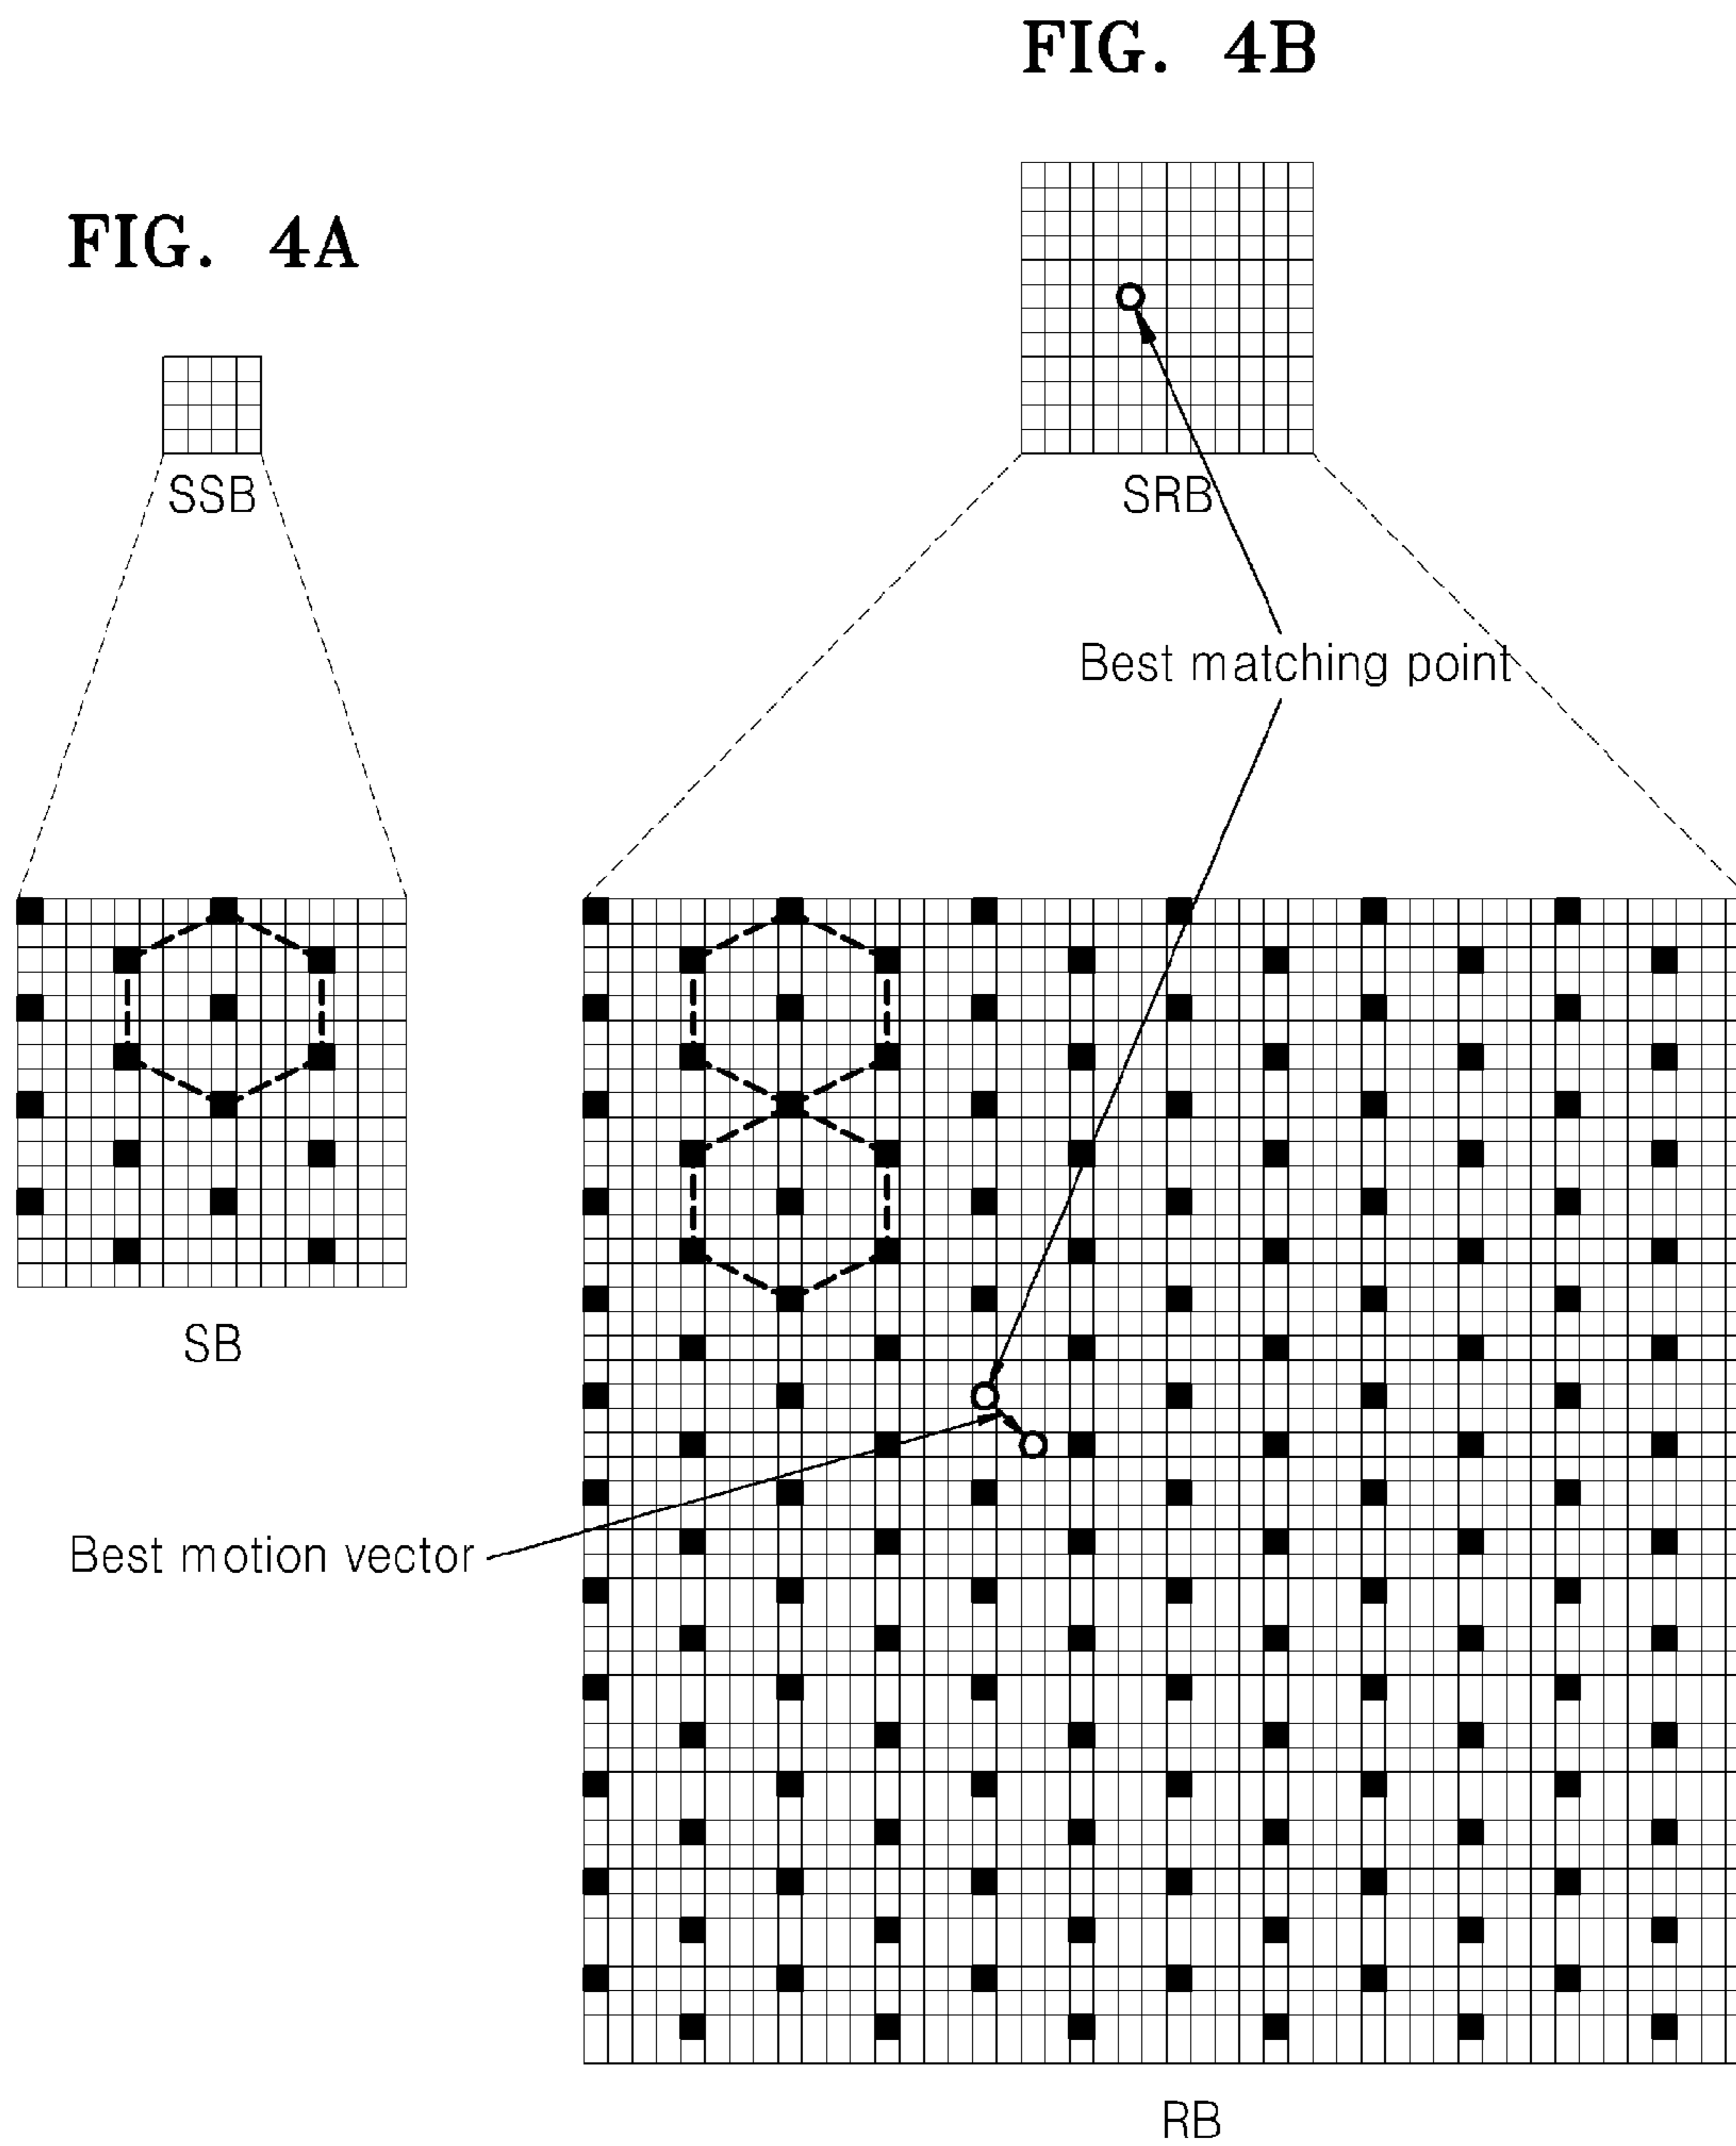 FIG. 4B
FIG. 4A
SSB
SRB
Best matching point
SB
Best motion vector
RB